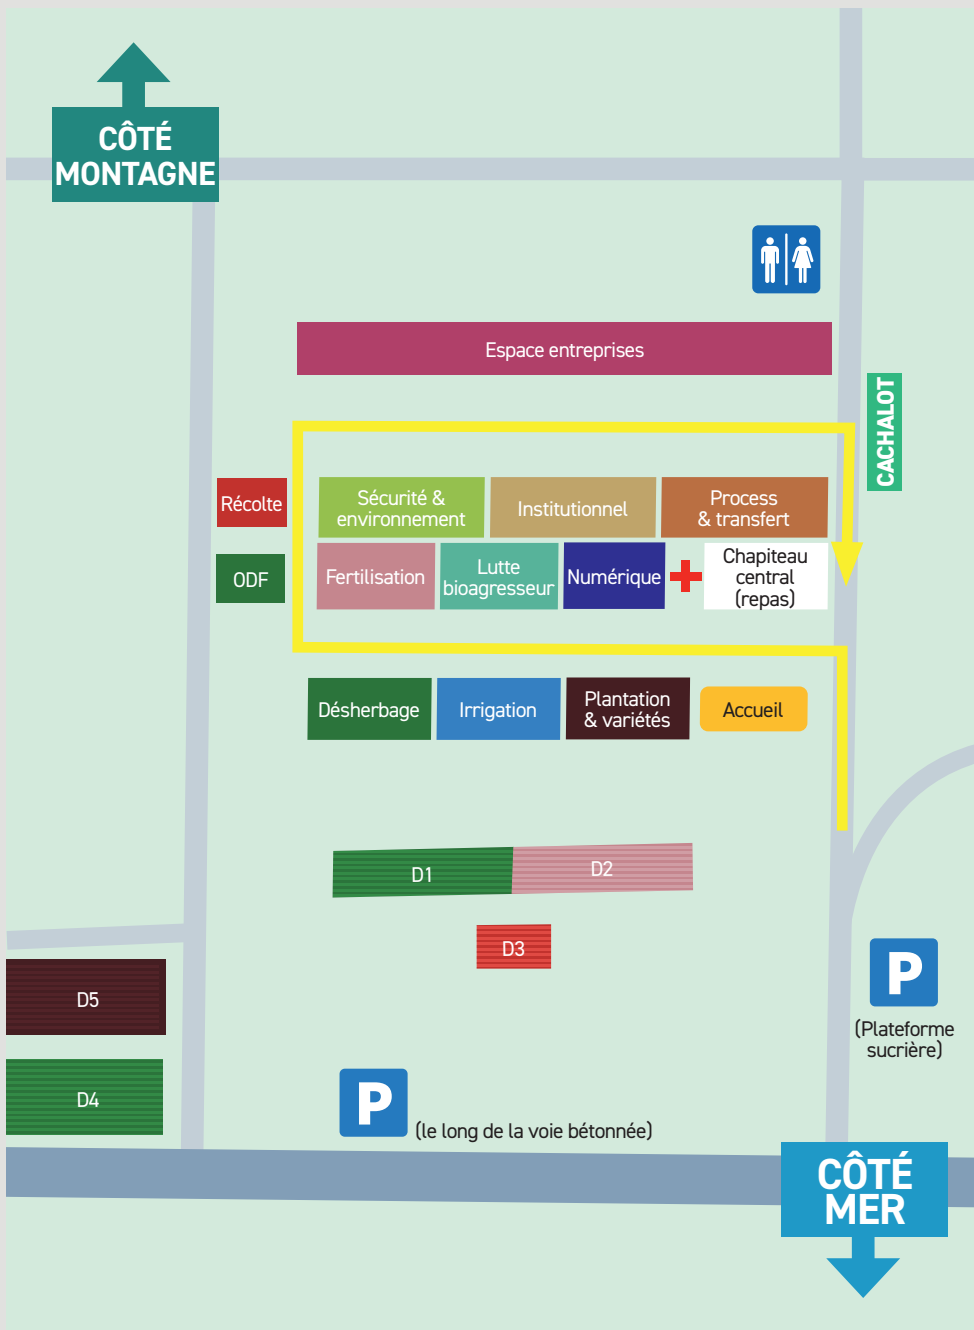 CÔTÉ
MONTAGNE
Espace entreprises
CACHALOT
Récolte
Sécurité &
environnement
Institutionnel
Process
& transfert
ODF
Fertilisation
Lutte
bioagresseur
Numérique
Chapiteau
central
(repas)
Désherbage
Irrigation
Plantation
& variétés
Accueil
D1
D2
D3
D5
D4
P
(Plateforme
sucrière)
P
(le long de la voie bétonnée)
CÔTÉ
MER